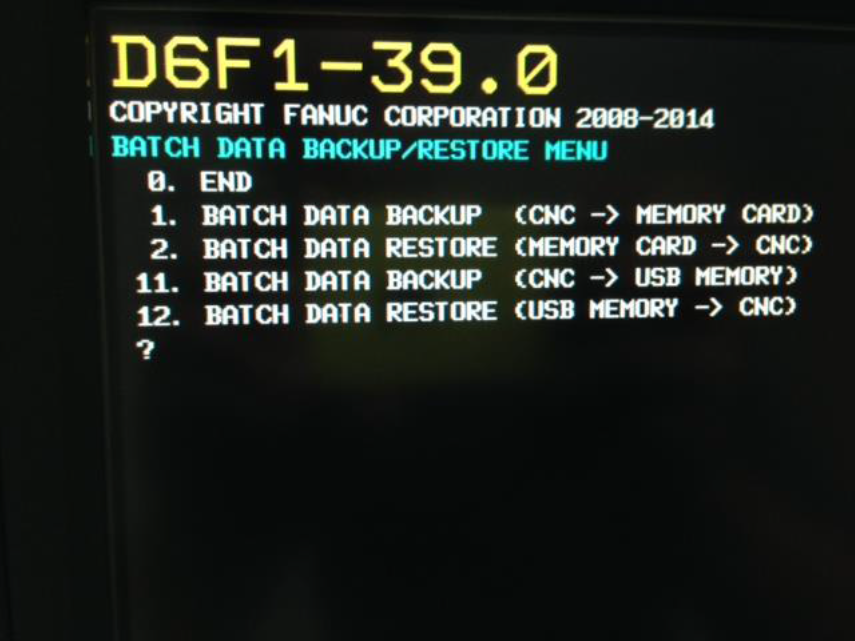 D6F1-39.0
COPYRIGHT FANUC CORPORATION 2008-2014
BATCH DATA BACKUP/RESTORE MENU
0. END
1. BATCH DATA BACKUP (CNC -> MEMORY CARD)
2. BATCH DATA RESTORE (MEMORY CARD -> CNC)
11. BATCH DATA BACKUP (CNC -> USB MEMORY)
12. BATCH DATA RESTORE (USB MEMORY -> CNC)
?